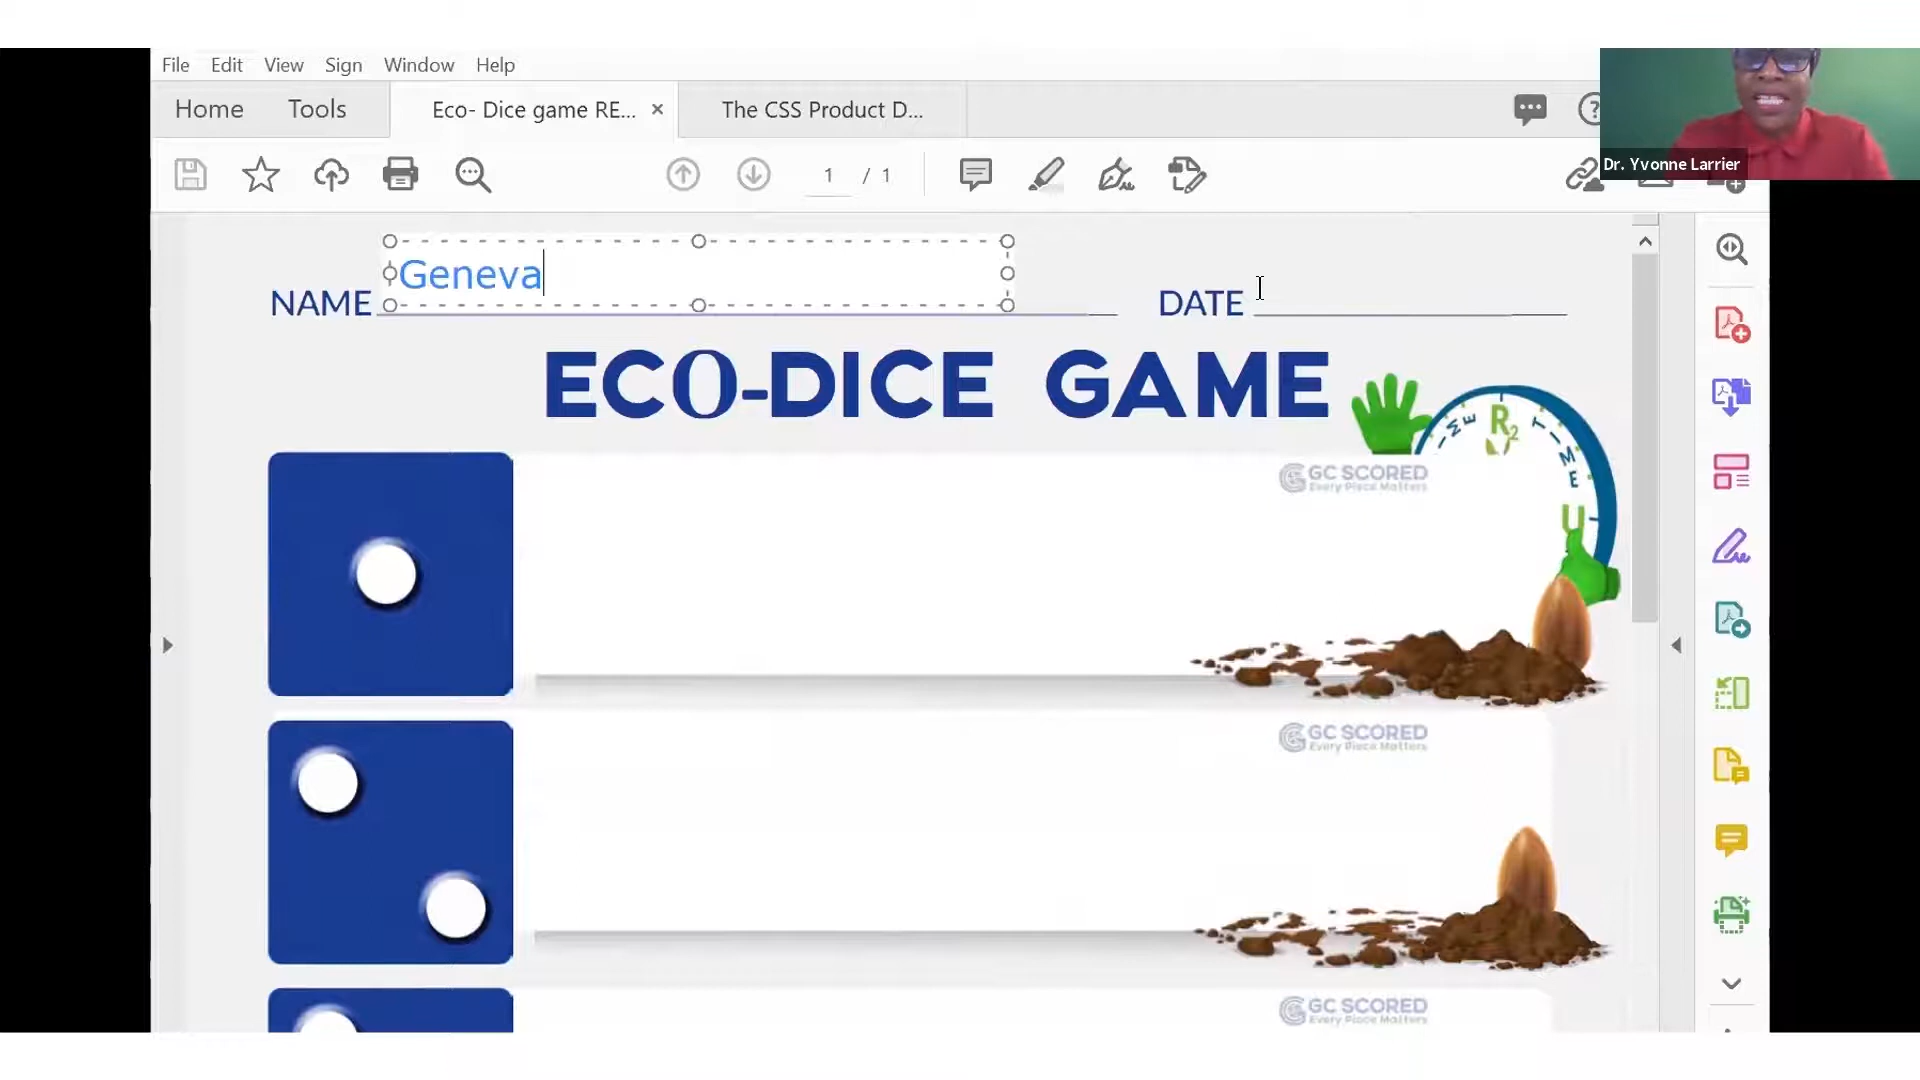 File Edit View Sign Window Help
Home Tools Eco- Dice game RE... × The CSS Product D...
1 / 1
Dr. Yvonne Larrier
Geneva
NAME DATE
ECO-DICE GAME
R2
TIME
GC SCORED
Every Piece Matters
GC SCORED
Every Piece Matters
GC SCORED
Every Piece Matters